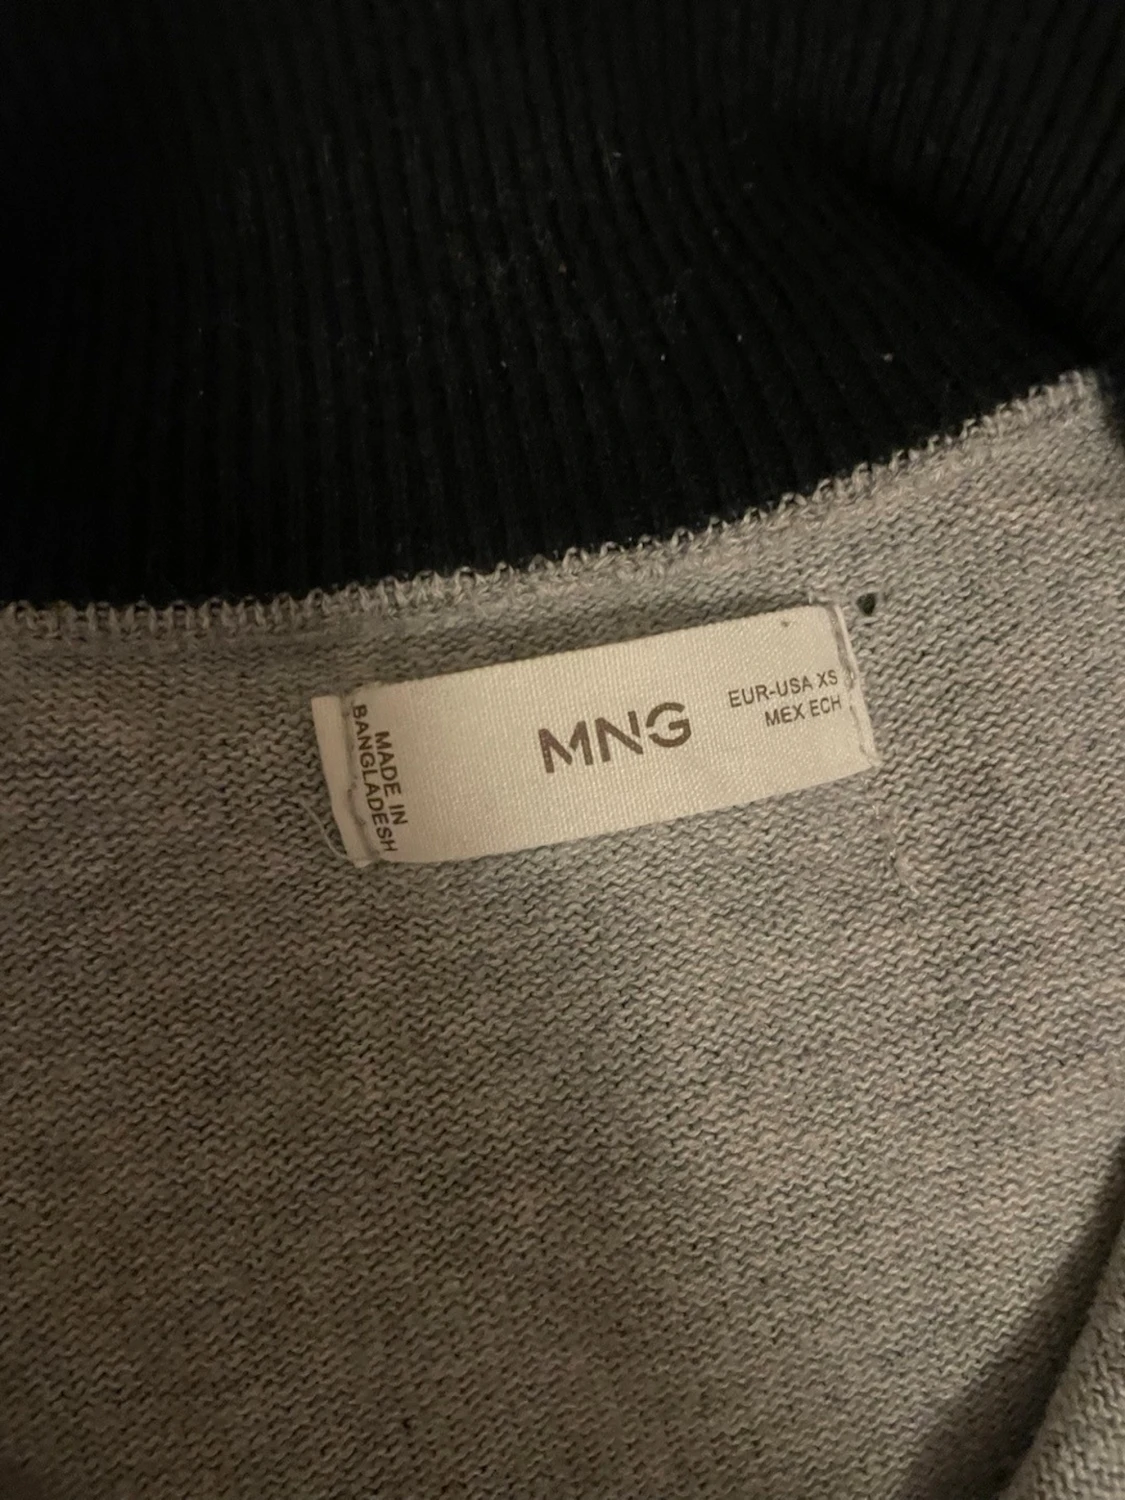 MADE IN
BANGLADESH
MNG
EUR-USA XS
MEX ECH